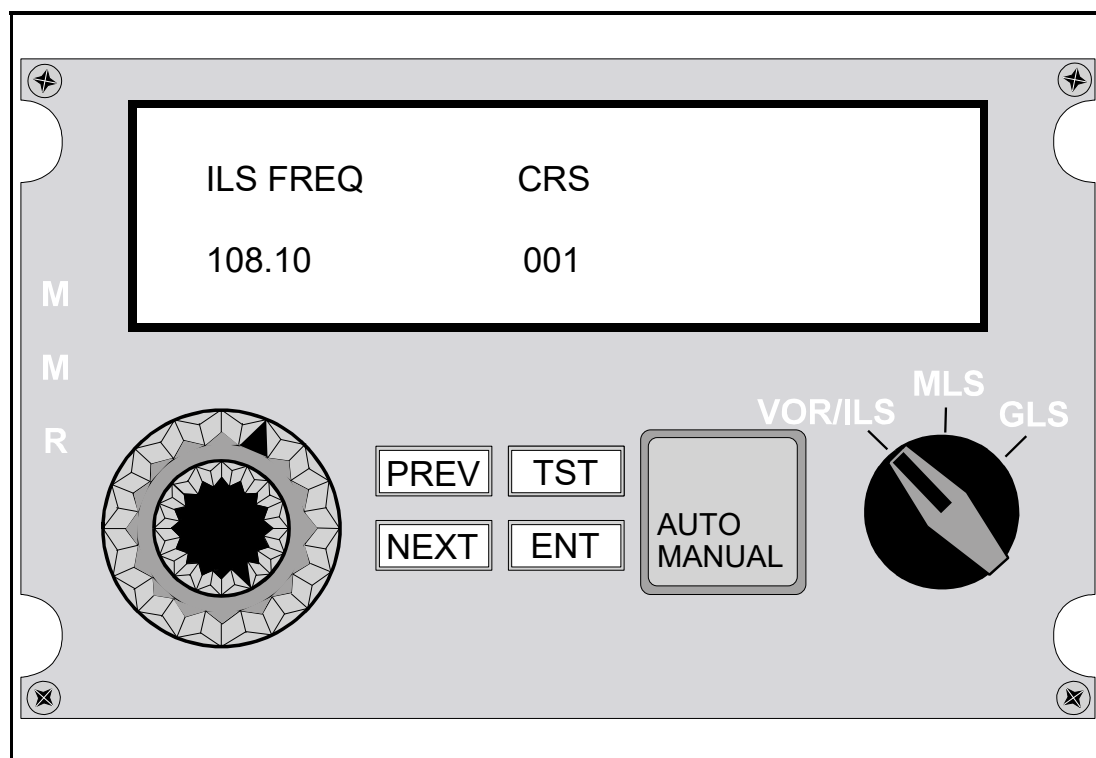 ILS FREQ CRS
108.10 001
M
M
R
VOR/ILS MLS GLS
PREV TST
NEXT ENT
AUTO
MANUAL